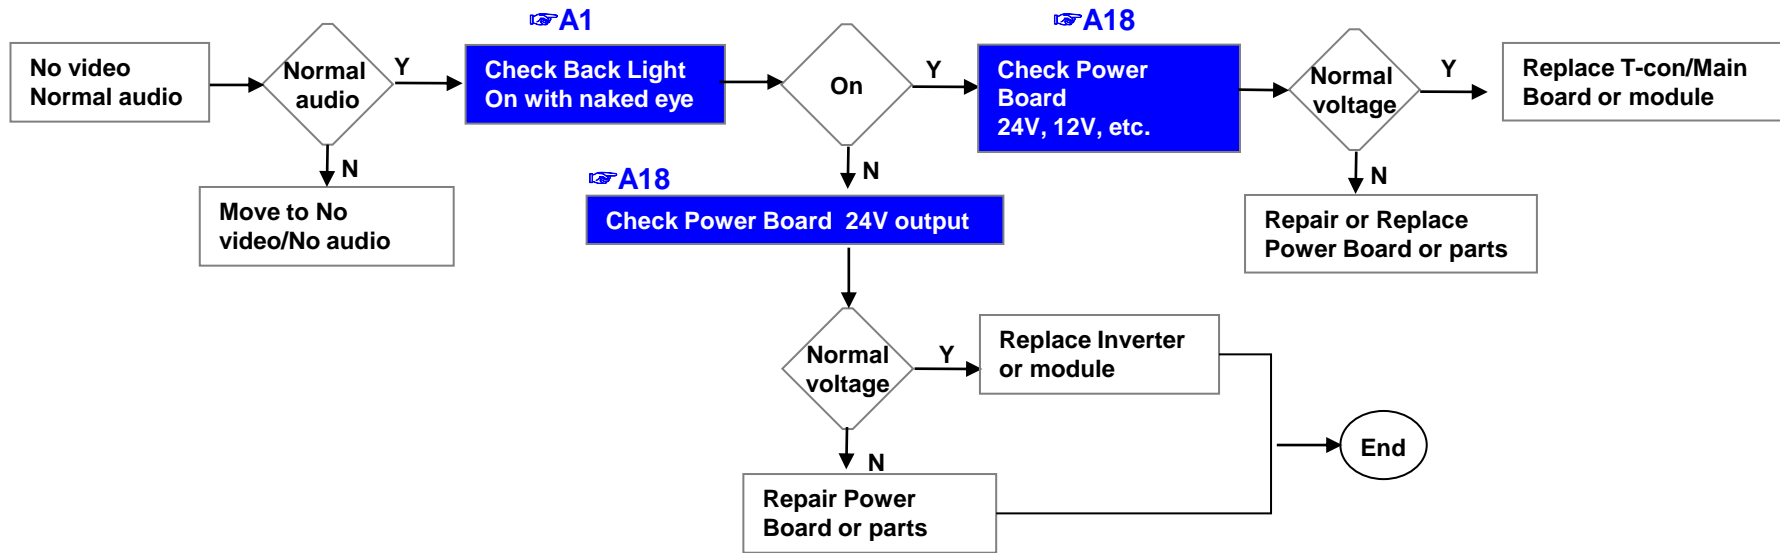 ☞A1
☞A18
No video
Normal audio
Normal
audio
Y
Check Back Light
On with naked eye
On
Y
Check Power
Board
24V, 12V, etc.
Normal
voltage
Y
Replace T-con/Main
Board or module
N
Move to No
video/No audio
N
☞A18
Check Power Board  24V output
N
Repair or Replace
Power Board or parts
Normal
voltage
Y
Replace Inverter
or module
End
N
Repair Power
Board or parts